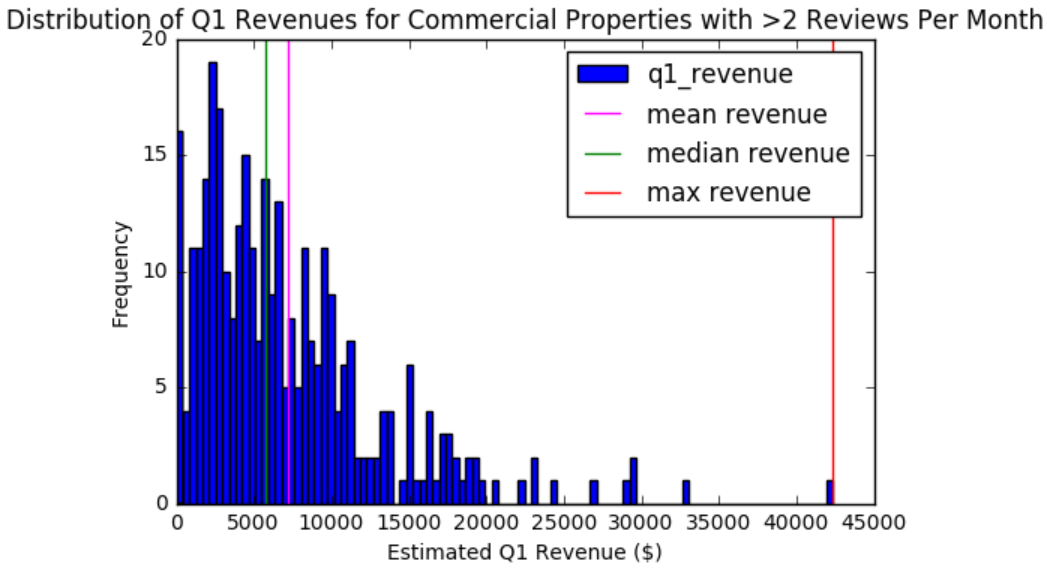 Distribution of Q1 Revenues for Commercial Properties with >2 Reviews Per Month
20
15
10
5
0
Frequency
q1_revenue
mean revenue
median revenue
max revenue
0 5000 10000 15000 20000 25000 30000 35000 40000 45000
Estimated Q1 Revenue ($)